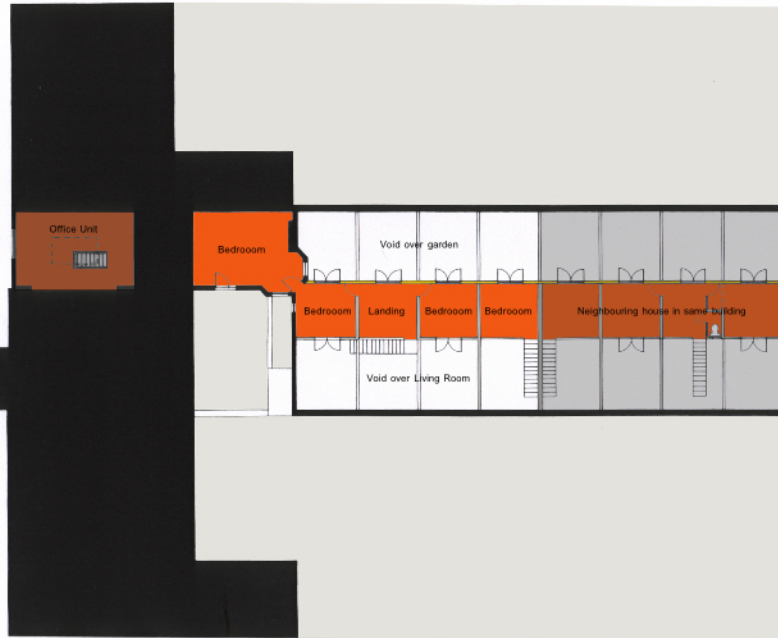 Office Unit
Bedrooom
Void over garden
Bedrooom
Landing
Bedrooom
Bedrooom
Neighbouring house in same building
Void over Living Room